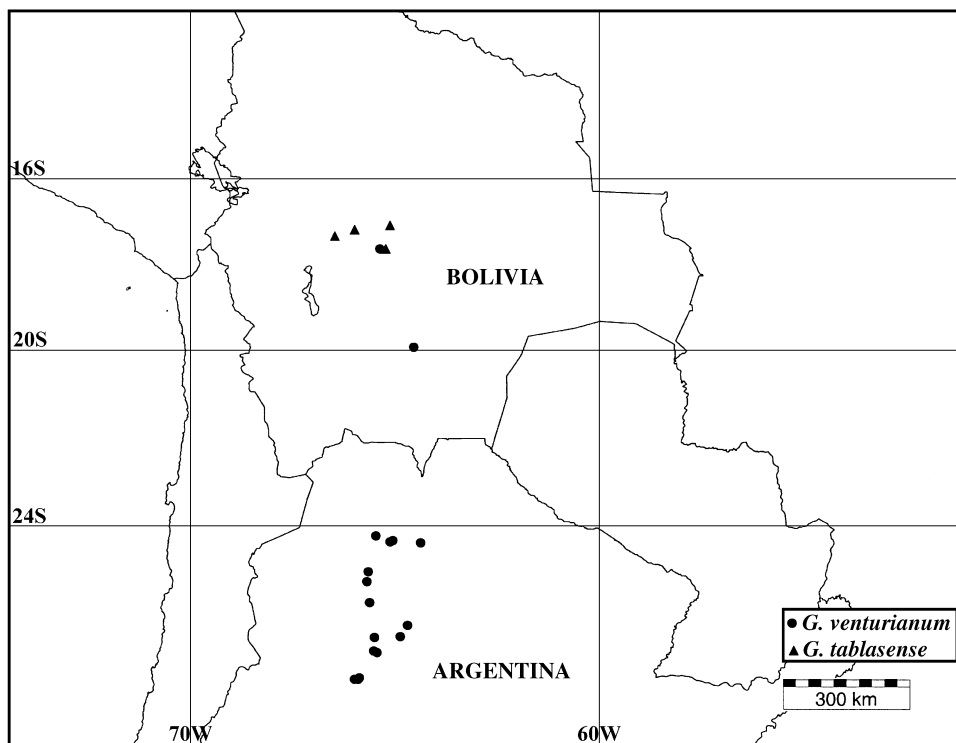 16S
BOLIVIA
20S
24S
G. venturianum
G. tablasense
ARGENTINA
300 km
70W
60W